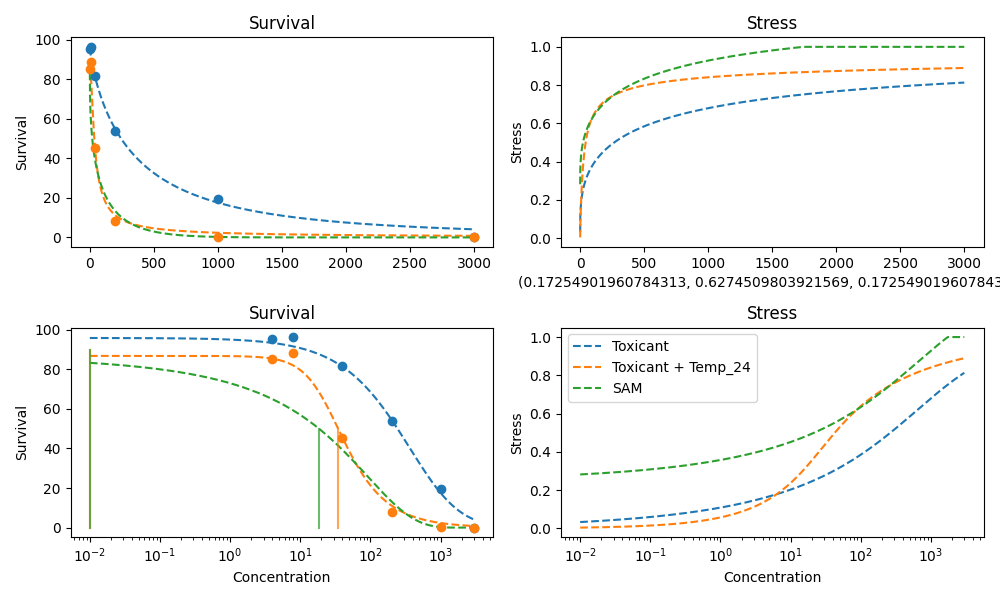 Survival
Survival
100
80
60
40
20
0
0 500 1000 1500 2000 2500 3000
Stress
Stress
1.0
0.8
0.6
0.4
0.2
0.0
0 500 1000 1500 2000 2500 3000
(0.17254901960784313, 0.6274509803921569, 0.172549019607843
Survival
Survival
100
80
60
40
20
0
10⁻² 10⁻¹ 10⁰ 10¹ 10² 10³
Concentration
Stress
Stress
1.0
0.8
0.6
0.4
0.2
0.0
Toxicant
Toxicant + Temp_24
SAM
10⁻² 10⁻¹ 10⁰ 10¹ 10² 10³
Concentration